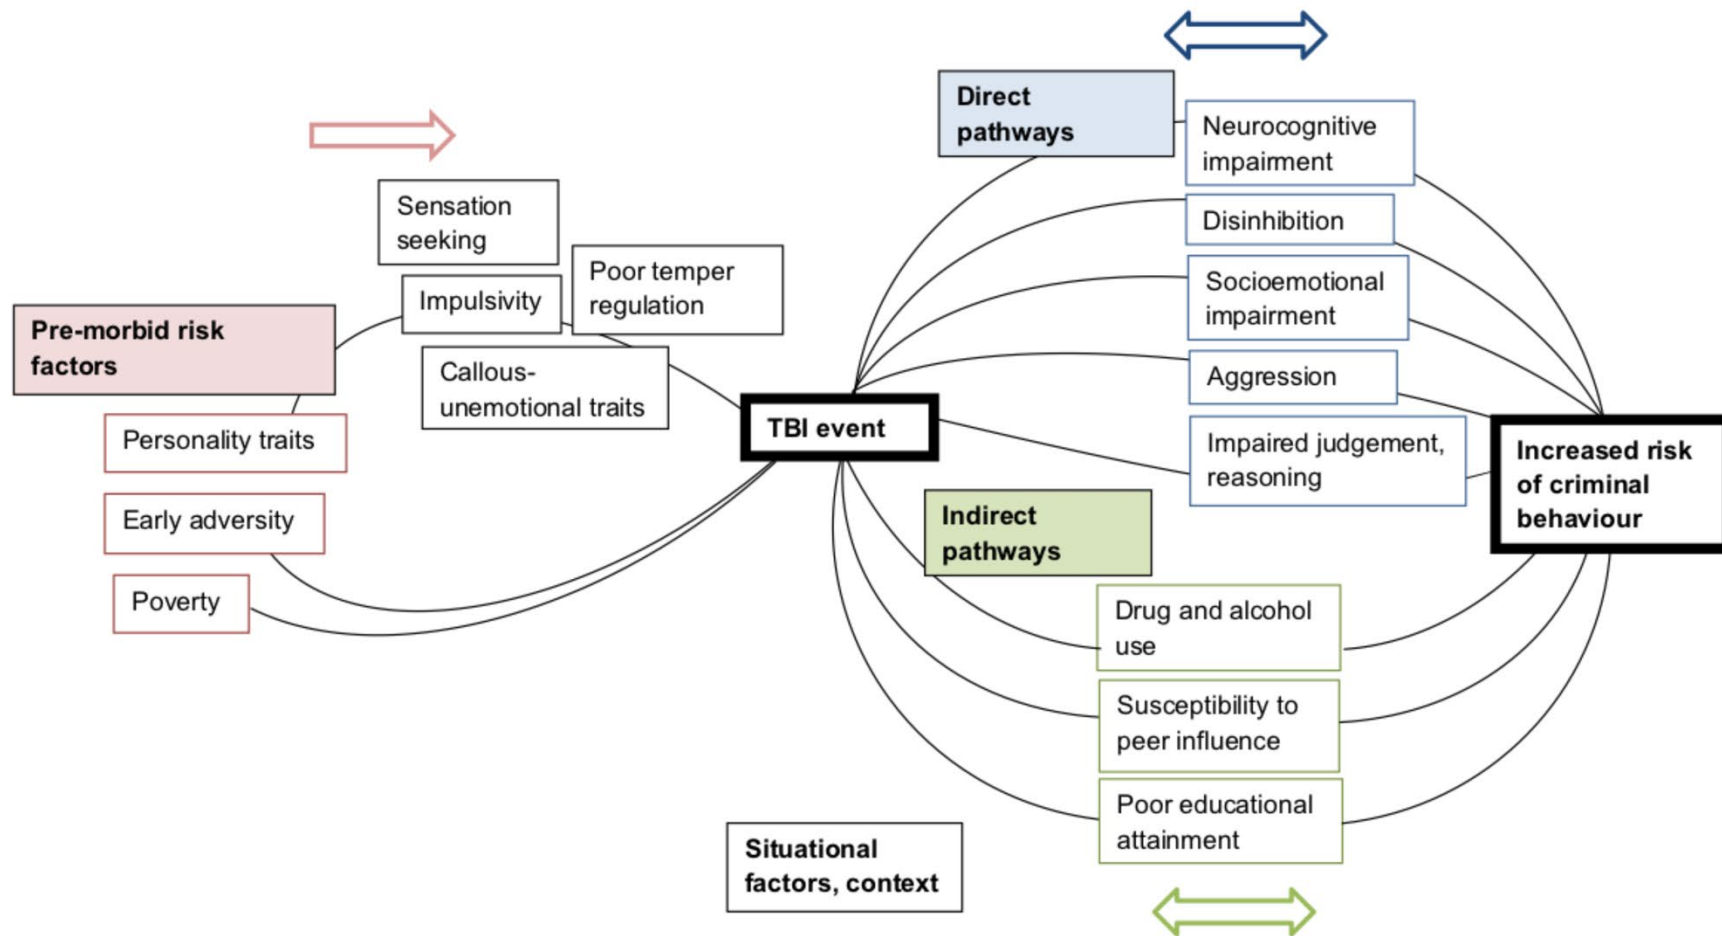 Direct
pathways
Neurocognitive
impairment
Sensation
seeking
Disinhibition
Poor temper
regulation
Impulsivity
Socioemotional
impairment
Pre-morbid risk
factors
Callous-
unemotional traits
Aggression
Personality traits
TBI event
Impaired judgement,
reasoning
Increased risk
of criminal
behaviour
Early adversity
Indirect
pathways
Poverty
Drug and alcohol
use
Susceptibility to
peer influence
Poor educational
attainment
Situational
factors, context